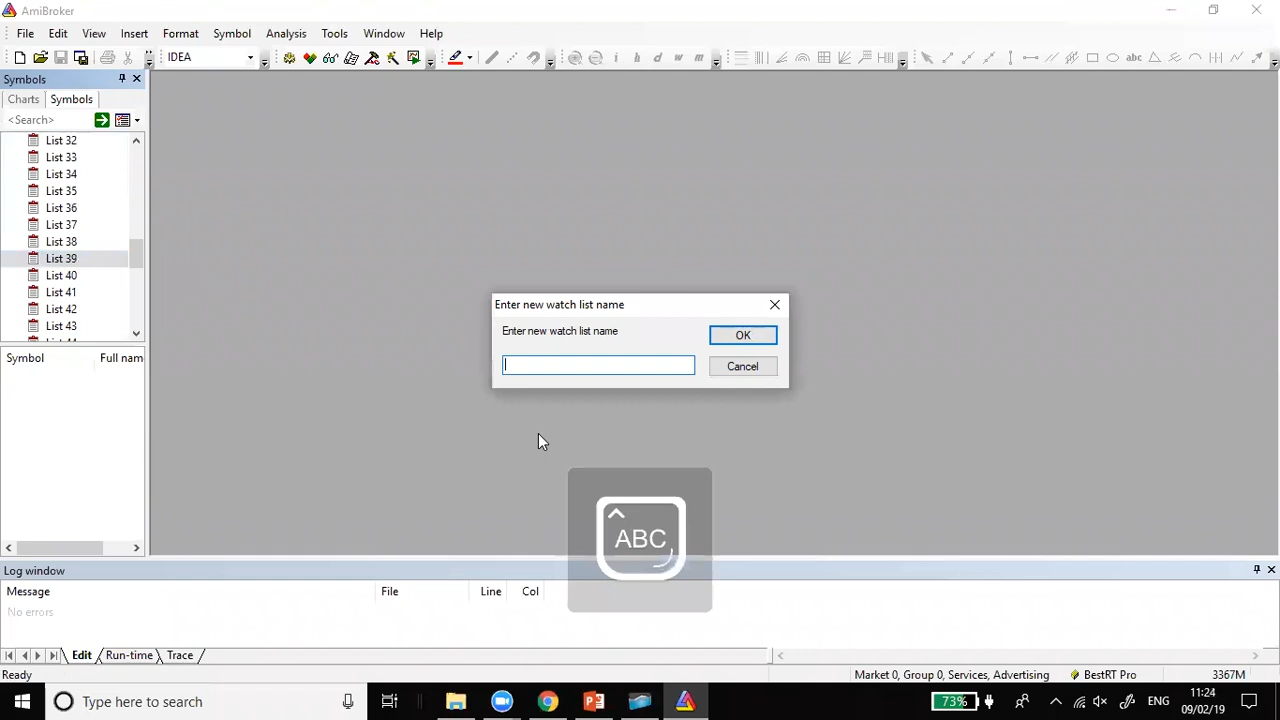 AmiBroker
File Edit View Insert Format Symbol Analysis Tools Window Help
IDEA
i h d w m
abc
Symbols
Charts Symbols
<Search>
List 32
List 33
List 34
List 35
List 36
List 37
List 38
List 39
List 40
List 41
List 42
List 43
Symbol Full nam
Enter new watch list name
Enter new watch list name
OK
Cancel
ABC
Log window
Message File Line Col
No errors
Edit Run-time Trace
Ready
Market 0, Group 0, Services, Advertising BestRT Pro 3367M
Type here to search
73%
ENG
11:24
09/02/19